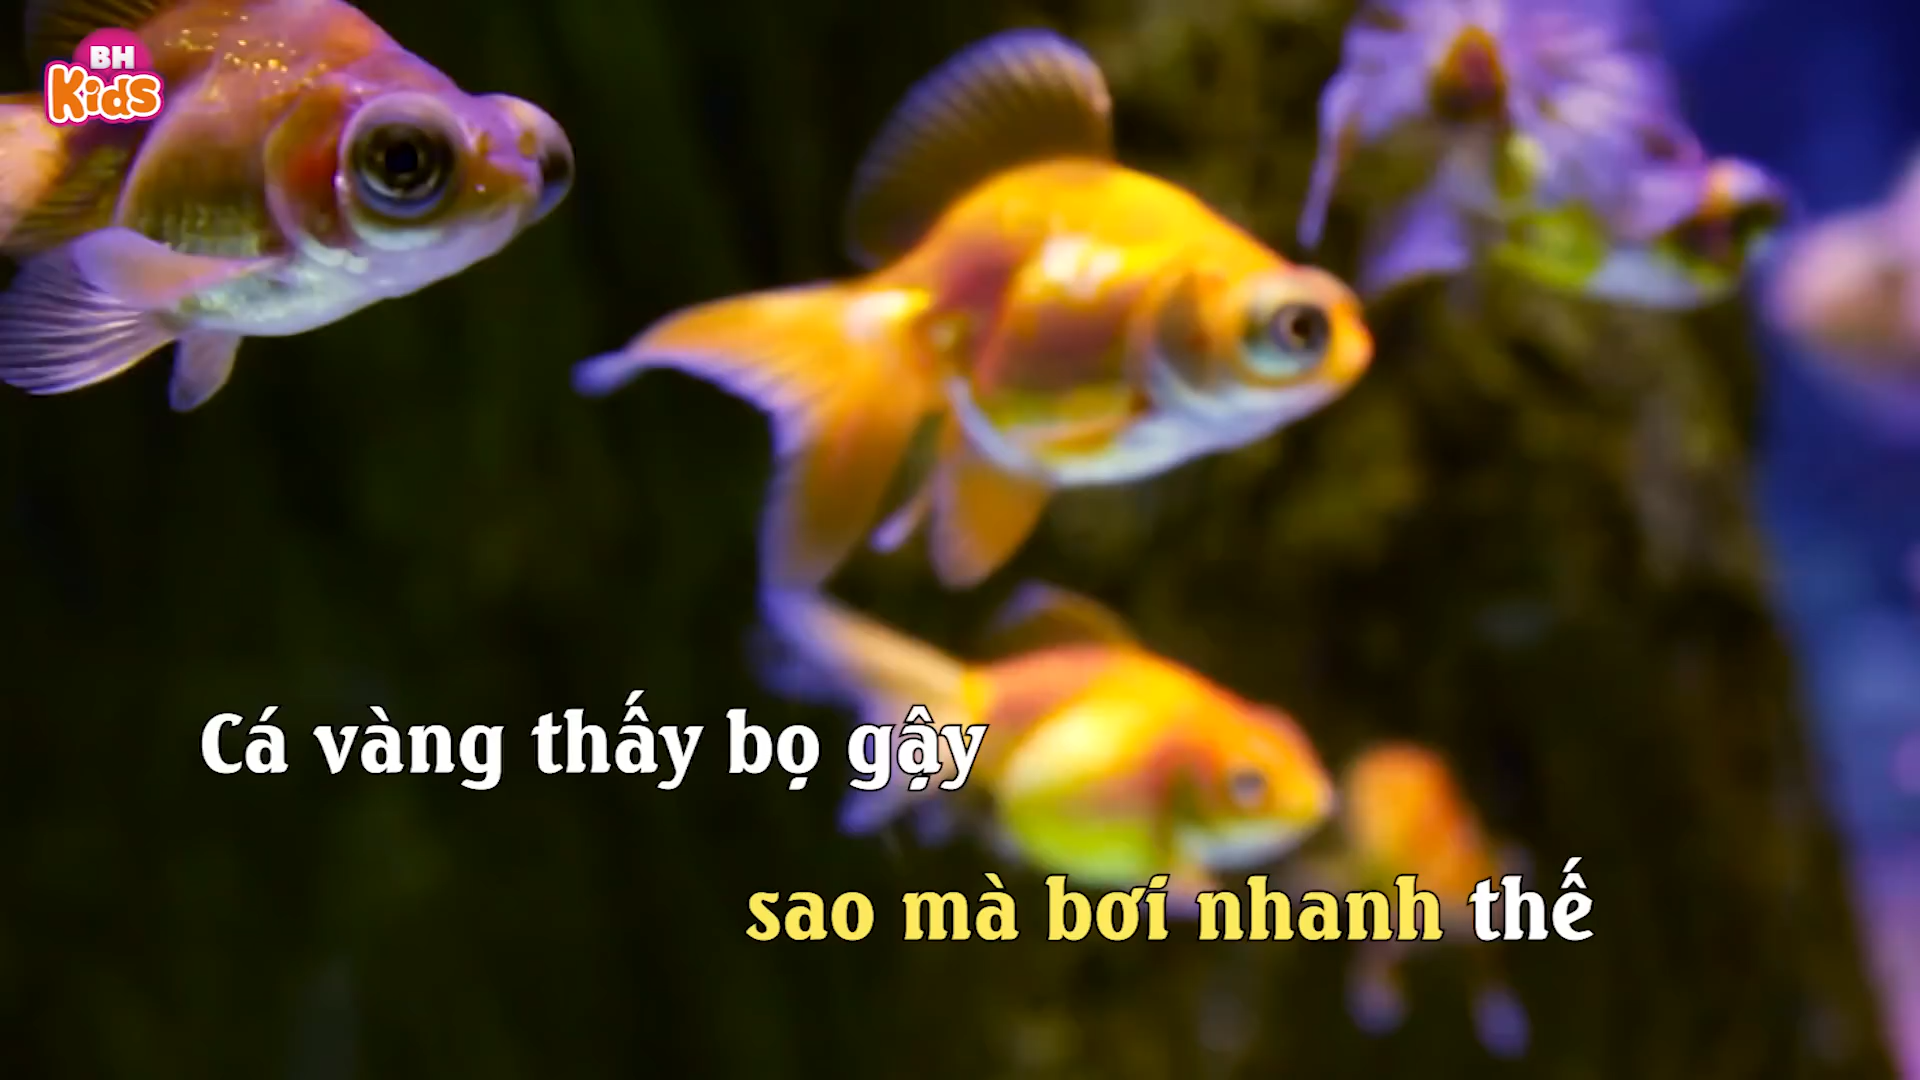 BH
Kids
Cá vàng thấy bọ gậy
sao mà bơi nhanh thế